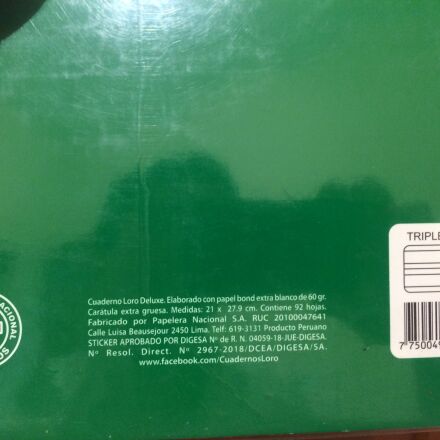 TRIPLE
Cuaderno Loro Deluxe. Elaborado con papel bond extra blanco de 60 gr.
Carátula extra gruesa. Medidas: 21 x 27.9 cm. Contiene 92 hojas.
Fabricado por Papelera Nacional S.A. RUC 20100047641
Calle Luisa Beausejour 2450 Lima. Telf: 619-3131 Producto Peruano
STICKER APROBADO POR DIGESA Nº de R. N. 04059-18-JUE-DIGESA.
Nº Resol. Direct. Nº 2967-2018/DCEA/DIGESA/SA.
www.facebook.com/CuadernosLoro
7 75004